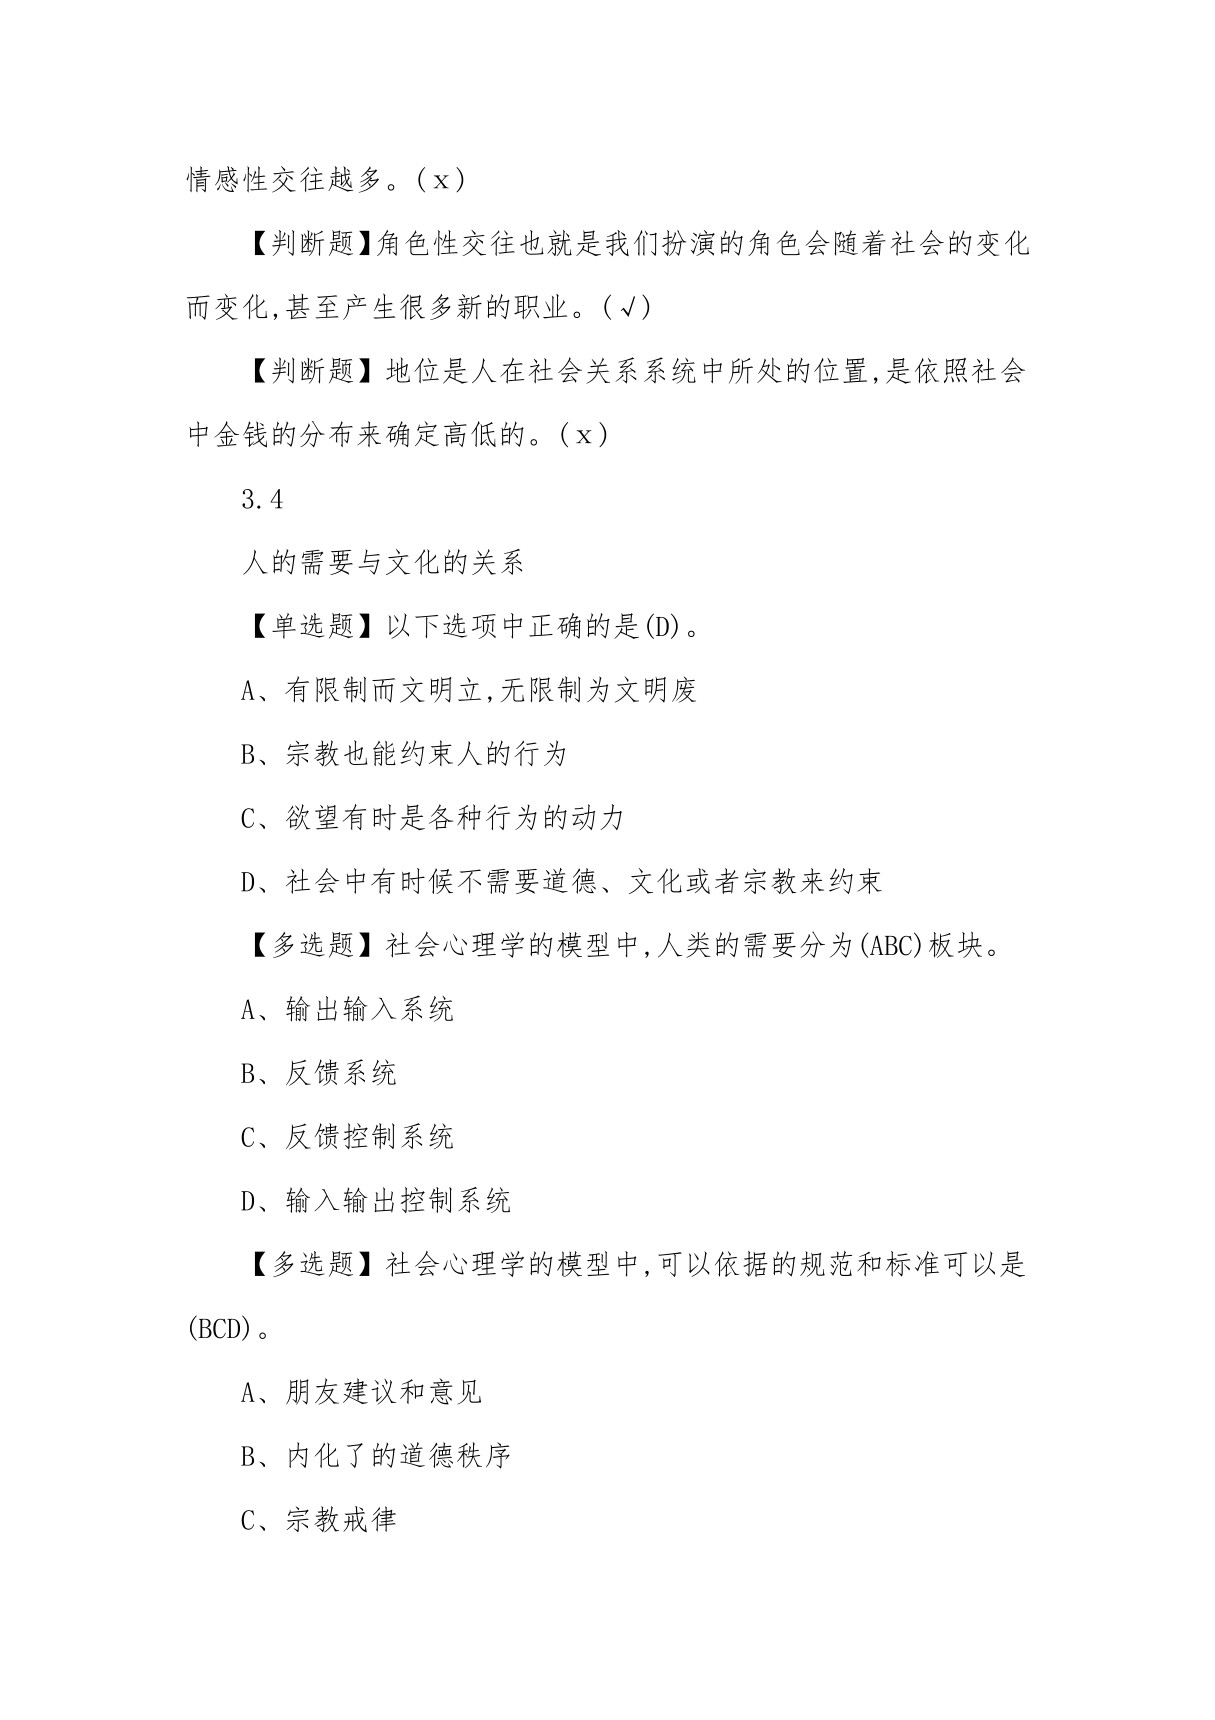 情感性交往越多。(x)
【判断题】角色性交往也就是我们扮演的角色会随着社会的变化
而变化,甚至产生很多新的职业。(√)
【判断题】地位是人在社会关系系统中所处的位置,是依照社会
中金钱的分布来确定高低的。(x)
3.4
人的需要与文化的关系
【单选题】以下选项中正确的是(D)。
A、有限制而文明立,无限制为文明废
B、宗教也能约束人的行为
C、欲望有时是各种行为的动力
D、社会中有时候不需要道德、文化或者宗教来约束
【多选题】社会心理学的模型中,人类的需要分为(ABC)板块。
A、输出输入系统
B、反馈系统
C、反馈控制系统
D、输入输出控制系统
【多选题】社会心理学的模型中,可以依据的规范和标准可以是
(BCD)。
A、朋友建议和意见
B、内化了的道德秩序
C、宗教戒律